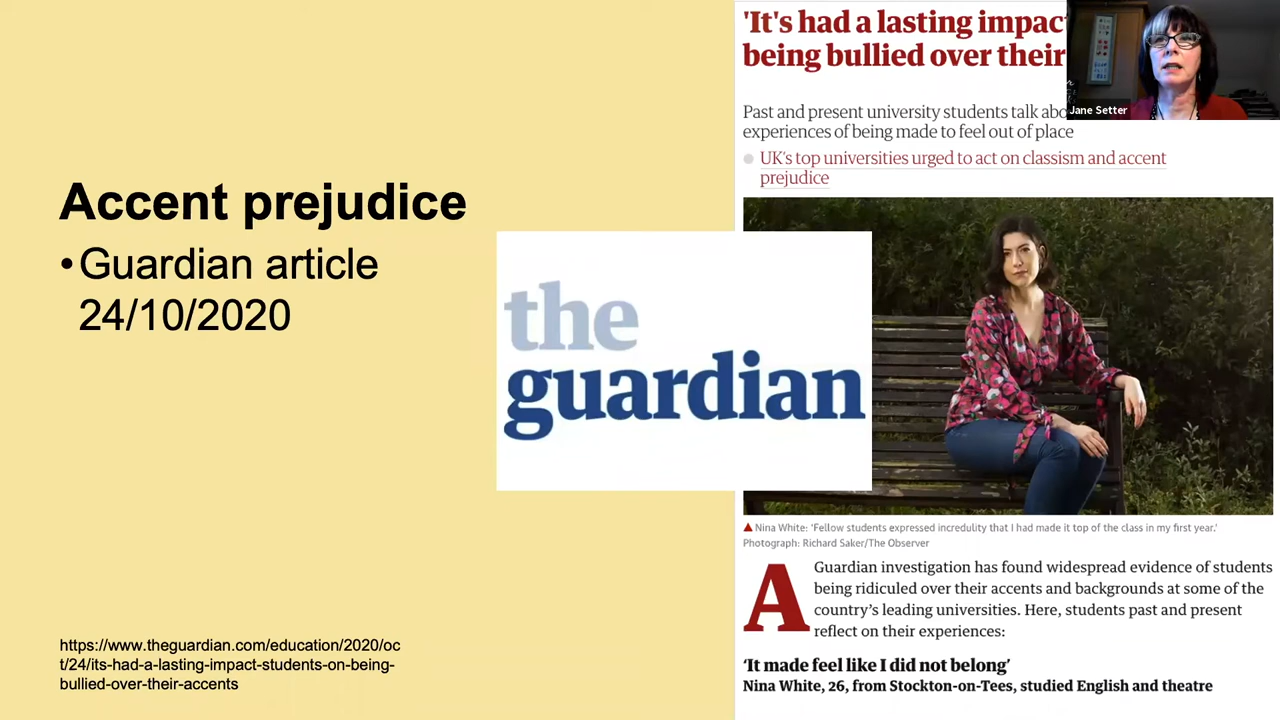 Accent prejudice
•Guardian article
24/10/2020
https://www.theguardian.com/education/2020/oc
t/24/its-had-a-lasting-impact-students-on-being-
bullied-over-their-accents
the
guardian
'It's had a lasting impact
being bullied over their
Past and present university students talk abo
experiences of being made to feel out of place
UK's top universities urged to act on classism and accent
prejudice
Nina White: 'Fellow students expressed incredulity that I had made it top of the class in my first year.'
Photograph: Richard Saker/The Observer
A Guardian investigation has found widespread evidence of students
being ridiculed over their accents and backgrounds at some of the
country's leading universities. Here, students past and present
reflect on their experiences:
'It made feel like I did not belong'
Nina White, 26, from Stockton-on-Tees, studied English and theatre
Jane Setter